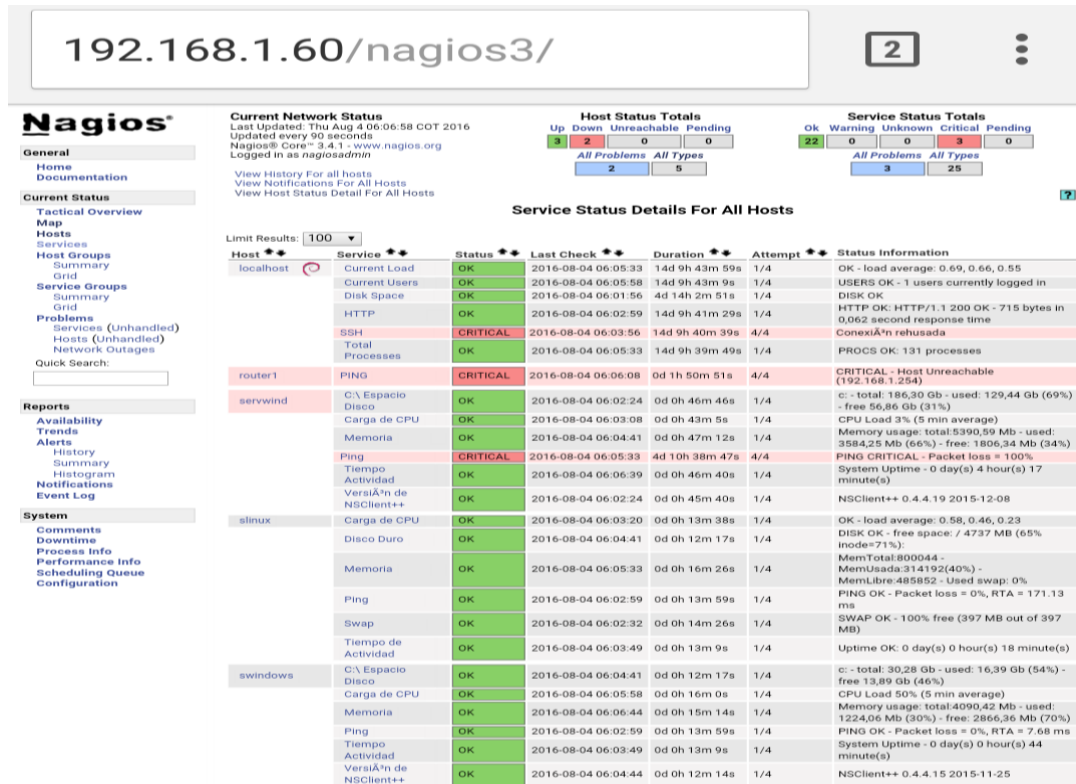 192.168.1.60/nagios3/
2
Nagios®
General
Home
Documentation
Current Status
Tactical Overview
Map
Hosts
Services
Host Groups
Summary
Grid
Service Groups
Summary
Grid
Problems
Services (Unhandled)
Hosts (Unhandled)
Network Outages
Quick Search:
Reports
Availability
Trends
Alerts
History
Summary
Histogram
Notifications
Event Log
System
Comments
Downtime
Process Info
Performance Info
Scheduling Queue
Configuration
Current Network Status
Last Updated: Thu Aug 4 06:06:58 COT 2016
Updated every 90 seconds
Nagios® Core™ 3.4.1 - www.nagios.org
Logged in as nagiosadmin
View History For all hosts
View Notifications For All Hosts
View Host Status Detail For All Hosts
Host Status Totals
Up Down Unreachable Pending
3 2 0 0
All Problems All Types
2 5
Service Status Totals
Ok Warning Unknown Critical Pending
22 0 0 3 0
All Problems All Types
3 25
?
Service Status Details For All Hosts
Limit Results: 100
Host Service Status Last Check Duration Attempt Status Information
localhost Current Load OK 2016-08-04 06:05:33 14d 9h 43m 59s 1/4 OK - load average: 0.69, 0.66, 0.55
Current Users OK 2016-08-04 06:05:58 14d 9h 43m 9s 1/4 USERS OK - 1 users currently logged in
Disk Space OK 2016-08-04 06:01:56 4d 14h 2m 51s 1/4 DISK OK
HTTP OK 2016-08-04 06:02:59 14d 9h 41m 29s 1/4 HTTP OK: HTTP/1.1 200 OK - 715 bytes in
0,062 second response time
SSH CRITICAL 2016-08-04 06:03:56 14d 9h 40m 39s 4/4 ConexiÃ³n rehusada
Total
Processes OK 2016-08-04 06:05:33 14d 9h 39m 49s 1/4 PROCS OK: 131 processes
router1 PING CRITICAL 2016-08-04 06:06:08 0d 1h 50m 51s 4/4 CRITICAL - Host Unreachable
(192.168.1.254)
servwind C:\ Espacio
Disco OK 2016-08-04 06:02:24 0d 0h 46m 46s 1/4 c: - total: 186,30 Gb - used: 129,44 Gb (69%)
- free 56,86 Gb (31%)
Carga de CPU OK 2016-08-04 06:03:08 0d 0h 43m 5s 1/4 CPU Load 3% (5 min average)
Memoria OK 2016-08-04 06:04:41 0d 0h 47m 12s 1/4 Memory usage: total:5390,59 Mb - used:
3584,25 Mb (66%) - free: 1806,34 Mb (34%)
Ping CRITICAL 2016-08-04 06:05:33 4d 10h 38m 47s 4/4 PING CRITICAL - Packet loss = 100%
Tiempo
Actividad OK 2016-08-04 06:06:39 0d 0h 46m 40s 1/4 System Uptime - 0 day(s) 4 hour(s) 17
minute(s)
VersiÃ³n de
NSClient++ OK 2016-08-04 06:02:24 0d 0h 45m 40s 1/4 NSClient++ 0.4.4.19 2015-12-08
slinux Carga de CPU OK 2016-08-04 06:03:20 0d 0h 13m 38s 1/4 OK - load average: 0.58, 0.46, 0.23
Disco Duro OK 2016-08-04 06:04:41 0d 0h 12m 17s 1/4 DISK OK - free space: / 4737 MB (65%
inode=71%):
Memoria OK 2016-08-04 06:05:33 0d 0h 16m 26s 1/4 MemTotal:800044 -
MemUsada:314192(40%) -
MemLibre:485852 - Used swap: 0%
Ping OK 2016-08-04 06:02:59 0d 0h 13m 59s 1/4 PING OK - Packet loss = 0%, RTA = 171.13
ms
Swap OK 2016-08-04 06:02:32 0d 0h 14m 26s 1/4 SWAP OK - 100% free (397 MB out of 397
MB)
Tiempo de
Actividad OK 2016-08-04 06:03:49 0d 0h 13m 9s 1/4 Uptime OK: 0 day(s) 0 hour(s) 18 minute(s)
swindows C:\ Espacio
Disco OK 2016-08-04 06:04:41 0d 0h 12m 17s 1/4 c: - total: 30,28 Gb - used: 16,39 Gb (54%) -
free 13,89 Gb (46%)
Carga de CPU OK 2016-08-04 06:05:58 0d 0h 16m 0s 1/4 CPU Load 50% (5 min average)
Memoria OK 2016-08-04 06:06:44 0d 0h 15m 14s 1/4 Memory usage: total:4090,42 Mb - used:
1224,06 Mb (30%) - free: 2866,36 Mb (70%)
Ping OK 2016-08-04 06:02:59 0d 0h 13m 59s 1/4 PING OK - Packet loss = 0%, RTA = 7.68 ms
Tiempo
Actividad OK 2016-08-04 06:03:49 0d 0h 13m 9s 1/4 System Uptime - 0 day(s) 0 hour(s) 44
minute(s)
VersiÃ³n de
NSClient++ OK 2016-08-04 06:04:44 0d 0h 12m 14s 1/4 NSClient++ 0.4.4.15 2015-11-25